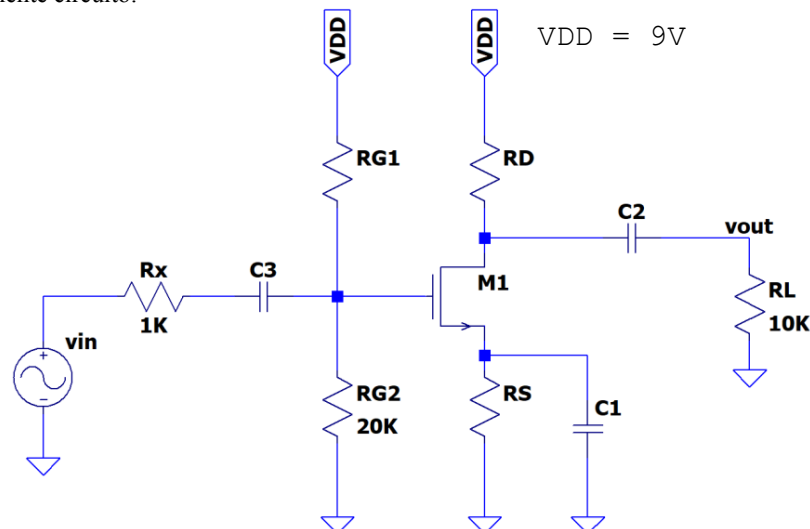 VDD
VDD
VDD = 9V
RG1
RD
C2
vout
Rx
C3
M1
RL
1K
10K
vin
RG2
RS
C1
20K